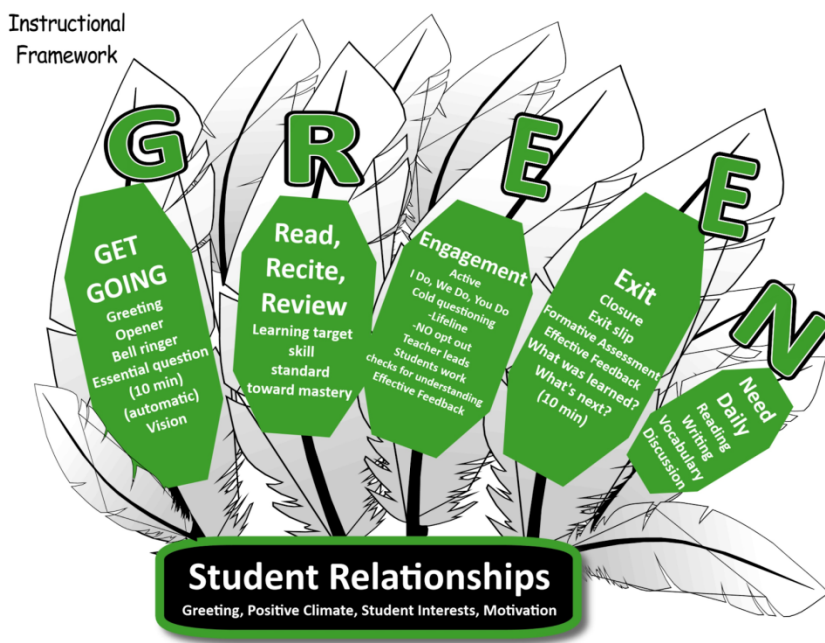 Instructional
Framework
G
R
E
E
N
GET
GOING
Greeting
Opener
Bell ringer
Essential question
(10 min)
(automatic)
Vision
Read,
Recite,
Review
Learning target
skill
standard
toward mastery
Engagement
Active
I Do, We Do, You Do
Cold questioning
-Lifeline
-NO opt out
Teacher leads
Students work
checks for understanding
Effective Feedback
Exit
Closure
Exit slip
Formative Assessment
Effective Feedback
What was learned?
What's next?
(10 min)
Need
Daily
Reading
Writing
Vocabulary
Discussion
Student Relationships
Greeting, Positive Climate, Student Interests, Motivation